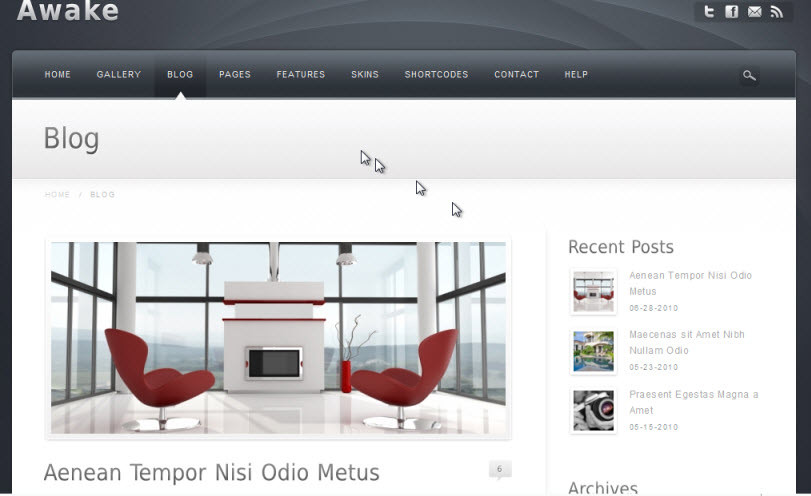 Awake
HOME GALLERY BLOG PAGES FEATURES SKINS SHORTCODES CONTACT HELP
Blog
HOME / BLOG
Aenean Tempor Nisi Odio Metus
6
Recent Posts
Aenean Tempor Nisi Odio
Metus
06-28-2010
Maecenas sit Amet Nibh
Nullam Odio
05-23-2010
Praesent Egestas Magna a
Amet
05-15-2010
Archives